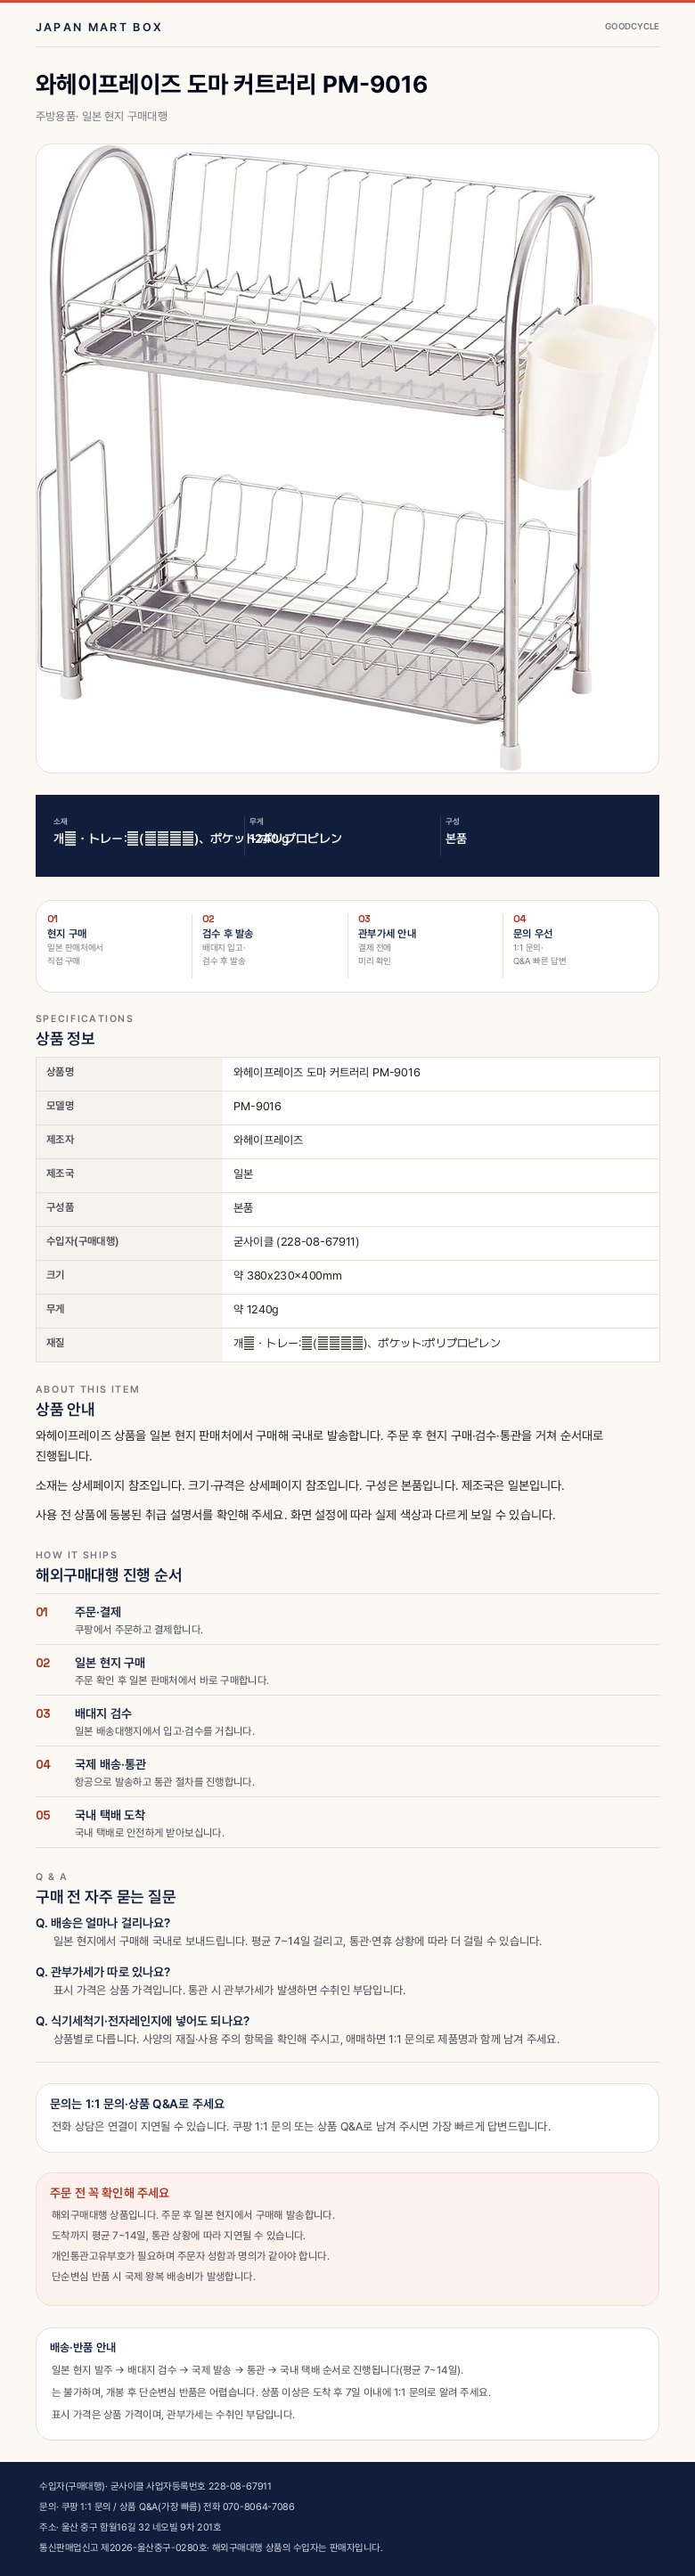 JAPAN MART BOX
GOODCYCLE
와헤이프레이즈 도마 커트러리 PM-9016
주방용품· 일본 현지 구매대행
소재
개 · トレー: ( )、ポケット:ポリプロピレン
무게
1240g
구성
본품
01
현지 구매
일본 판매처에서
직접 구매
02
검수 후 발송
배대지 입고·
검수 후 발송
03
관부가세 안내
결제 전에
미리 확인
04
문의 우선
1:1 문의·
Q&A 빠른 답변
SPECIFICATIONS
상품 정보
상품명 와헤이프레이즈 도마 커트러리 PM-9016
모델명 PM-9016
제조자 와헤이프레이즈
제조국 일본
구성품 본품
수입자(구매대행) 굳사이클 (228-08-67911)
크기 약 380x230×400mm
무게 약 1240g
재질 개 · トレー: ( )、ポケット:ポリプロピレン
ABOUT THIS ITEM
상품 안내
와헤이프레이즈 상품을 일본 현지 판매처에서 구매해 국내로 발송합니다. 주문 후 현지 구매·검수·통관을 거쳐 순서대로
진행됩니다.
소재는 상세페이지 참조입니다. 크기·규격은 상세페이지 참조입니다. 구성은 본품입니다. 제조국은 일본입니다.
사용 전 상품에 동봉된 취급 설명서를 확인해 주세요. 화면 설정에 따라 실제 색상과 다르게 보일 수 있습니다.
HOW IT SHIPS
해외구매대행 진행 순서
01 주문·결제
쿠팡에서 주문하고 결제합니다.
02 일본 현지 구매
주문 확인 후 일본 판매처에서 바로 구매합니다.
03 배대지 검수
일본 배송대행지에서 입고·검수를 거칩니다.
04 국제 배송·통관
항공으로 발송하고 통관 절차를 진행합니다.
05 국내 택배 도착
국내 택배로 안전하게 받아보십니다.
Q & A
구매 전 자주 묻는 질문
Q. 배송은 얼마나 걸리나요?
일본 현지에서 구매해 국내로 보내드립니다. 평균 7~14일 걸리고, 통관·연휴 상황에 따라 더 걸릴 수 있습니다.
Q. 관부가세가 따로 있나요?
표시 가격은 상품 가격입니다. 통관 시 관부가세가 발생하면 수취인 부담입니다.
Q. 식기세척기·전자레인지에 넣어도 되나요?
상품별로 다릅니다. 사양의 재질·사용 주의 항목을 확인해 주시고, 애매하면 1:1 문의로 제품명과 함께 남겨 주세요.
문의는 1:1 문의·상품 Q&A로 주세요
전화 상담은 연결이 지연될 수 있습니다. 쿠팡 1:1 문의 또는 상품 Q&A로 남겨 주시면 가장 빠르게 답변드립니다.
주문 전 꼭 확인해 주세요
해외구매대행 상품입니다. 주문 후 일본 현지에서 구매해 발송합니다.
도착까지 평균 7~14일, 통관 상황에 따라 지연될 수 있습니다.
개인통관고유부호가 필요하며 주문자 성함과 명의가 같아야 합니다.
단순변심 반품 시 국제 왕복 배송비가 발생합니다.
배송·반품 안내
일본 현지 발주 → 배대지 검수 → 국제 발송 → 통관 → 국내 택배 순서로 진행됩니다(평균 7~14일).
는 불가하며, 개봉 후 단순변심 반품은 어렵습니다. 상품 이상은 도착 후 7일 이내에 1:1 문의로 알려 주세요.
표시 가격은 상품 가격이며, 관부가세는 수취인 부담입니다.
수입자(구매대행)· 굳사이클 사업자등록번호 228-08-67911
문의· 쿠팡 1:1 문의 / 상품 Q&A(가장 빠름) 전화 070-8064-7086
주소· 울산 중구 함월16길 32 네오빌 9차 201호
통신판매업신고 제2026-울산중구-0280호· 해외구매대행 상품의 수입자는 판매자입니다.